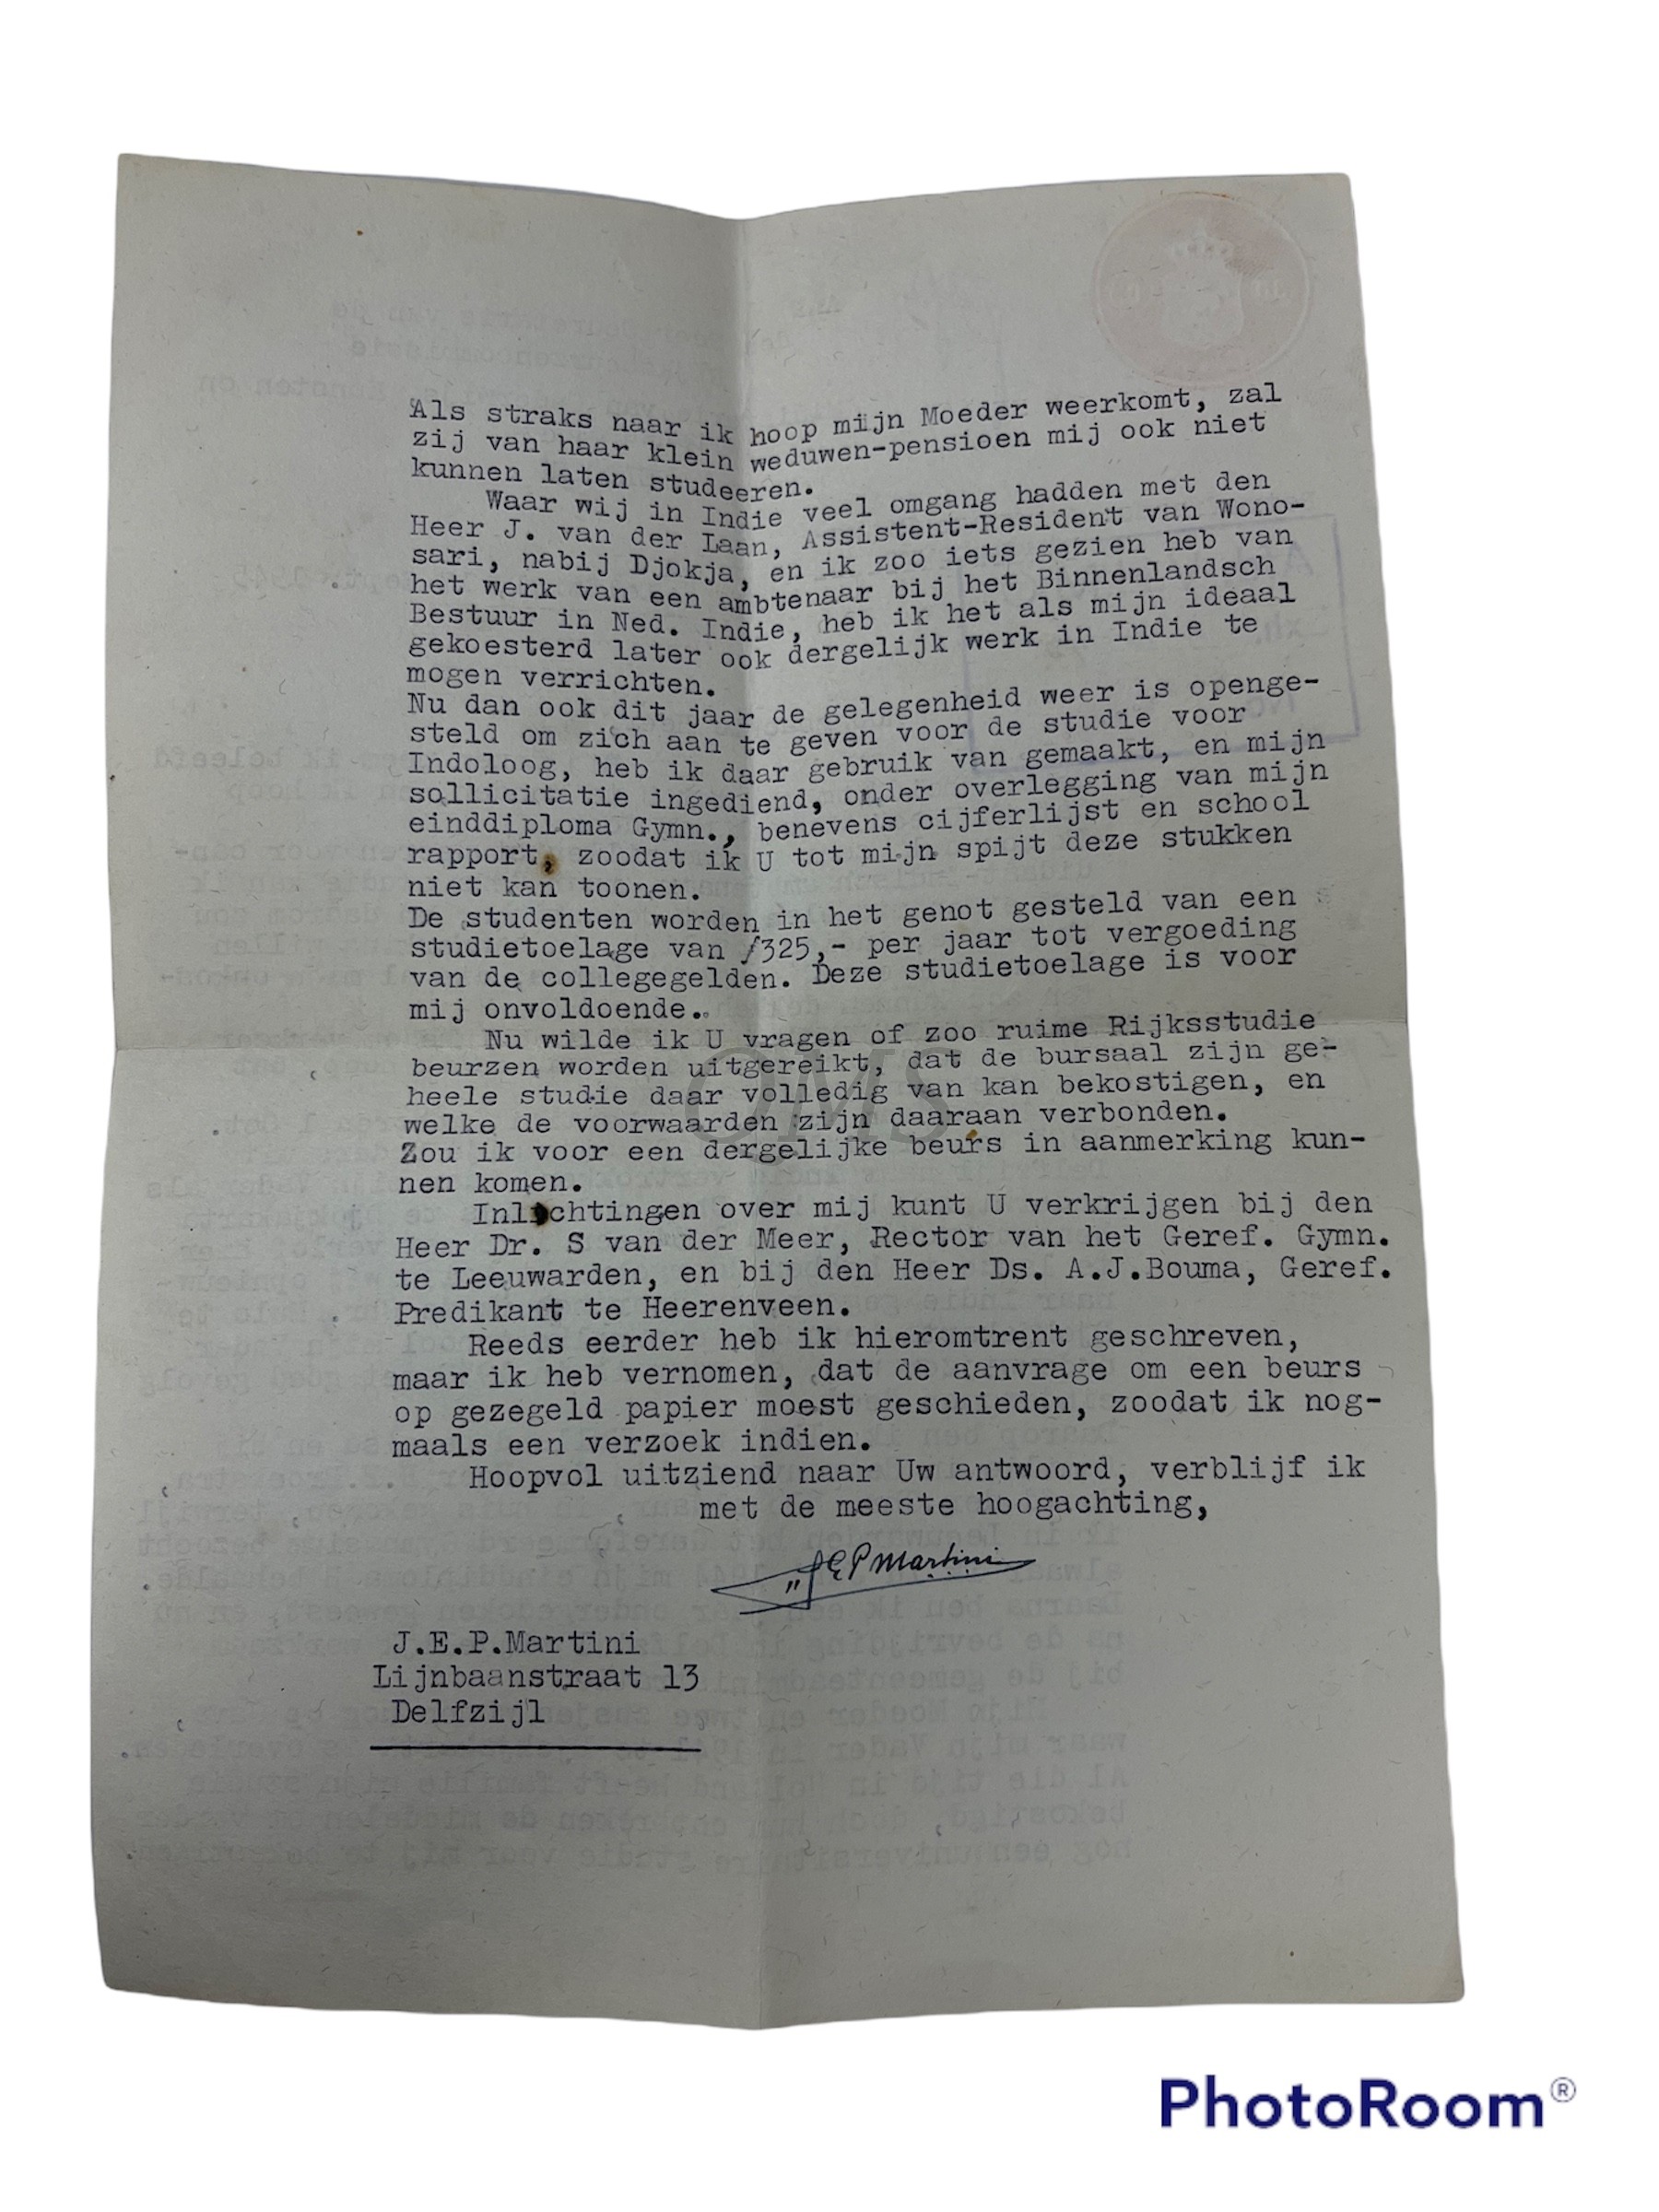 Als straks naar ik hoop mijn Moeder weerkomt, zal
zij van haar klein weduwen-pensioen mij ook niet
kunnen laten studeeren.
Waar wij in Indie veel omgang hadden met den
Heer J. van der Laan, Assistent-Resident van Wono-
sari, nabij Djokja, en ik zoo iets gezien heb van
het werk van een ambtenaar bij het Binnenlandsch
Bestuur in Ned. Indie, heb ik het als mijn ideaal
gekoesterd later ook dergelijk werk in Indie te
mogen verrichten.
Nu dan ook dit jaar de gelegenheid weer is openge-
steld om zich aan te geven voor de studie voor
Indoloog, heb ik daar gebruik van gemaakt, en mijn
sollicitatie ingediend, onder overlegging van mijn
einddiploma Gymn., benevens cijferlijst en school
rapport, zoodat ik U tot mijn spijt deze stukken
niet kan toonen.
De studenten worden in het genot gesteld van een
studietoelage van ƒ325,- per jaar tot vergoeding
van de collegegelden. Deze studietoelage is voor
mij onvoldoende..
Nu wilde ik U vragen of zoo ruime Rijksstudie
beurzen worden uitgereikt, dat de bursaal zijn ge-
heele studie daar volledig van kan bekostigen, en
welke de voorwaarden zijn daaraan verbonden.
Zou ik voor een dergelijke beurs in aanmerking kun-
nen komen.
Inlichtingen over mij kunt U verkrijgen bij den
Heer Dr. S van der Meer, Rector van het Geref. Gymn.
te Leeuwarden, en bij den Heer Ds. A.J.Bouma, Geref.
Predikant te Heerenveen.
Reeds eerder heb ik hieromtrent geschreven,
maar ik heb vernomen, dat de aanvrage om een beurs
op gezegeld papier moest geschieden, zoodat ik nog-
maals een verzoek indien.
Hoopvol uitziend naar Uw antwoord, verblijf ik
met de meeste hoogachting,
JEPMartini
J.E.P.Martini
Lijnbaanstraat 13
Delfzijl
OMS
PhotoRoom®